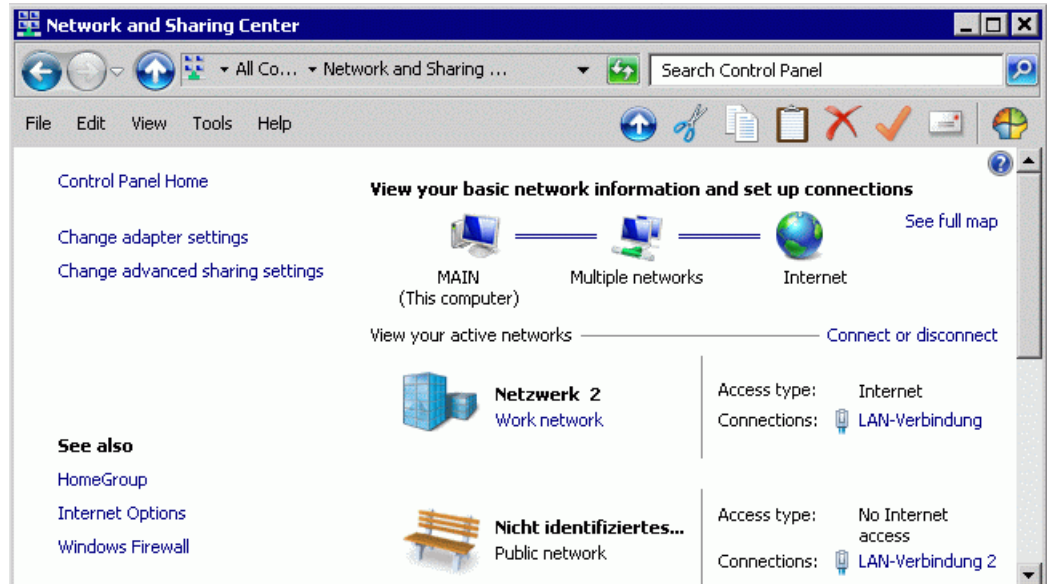 Network and Sharing Center
All Co... Network and Sharing ... Search Control Panel
File Edit View Tools Help
Control Panel Home
Change adapter settings
Change advanced sharing settings
See also
HomeGroup
Internet Options
Windows Firewall
View your basic network information and set up connections
See full map
MAIN
(This computer)
Multiple networks
Internet
View your active networks Connect or disconnect
Netzwerk 2
Work network
Access type: Internet
Connections: LAN-Verbindung
Nicht identifiziertes...
Public network
Access type: No Internet
access
Connections: LAN-Verbindung 2